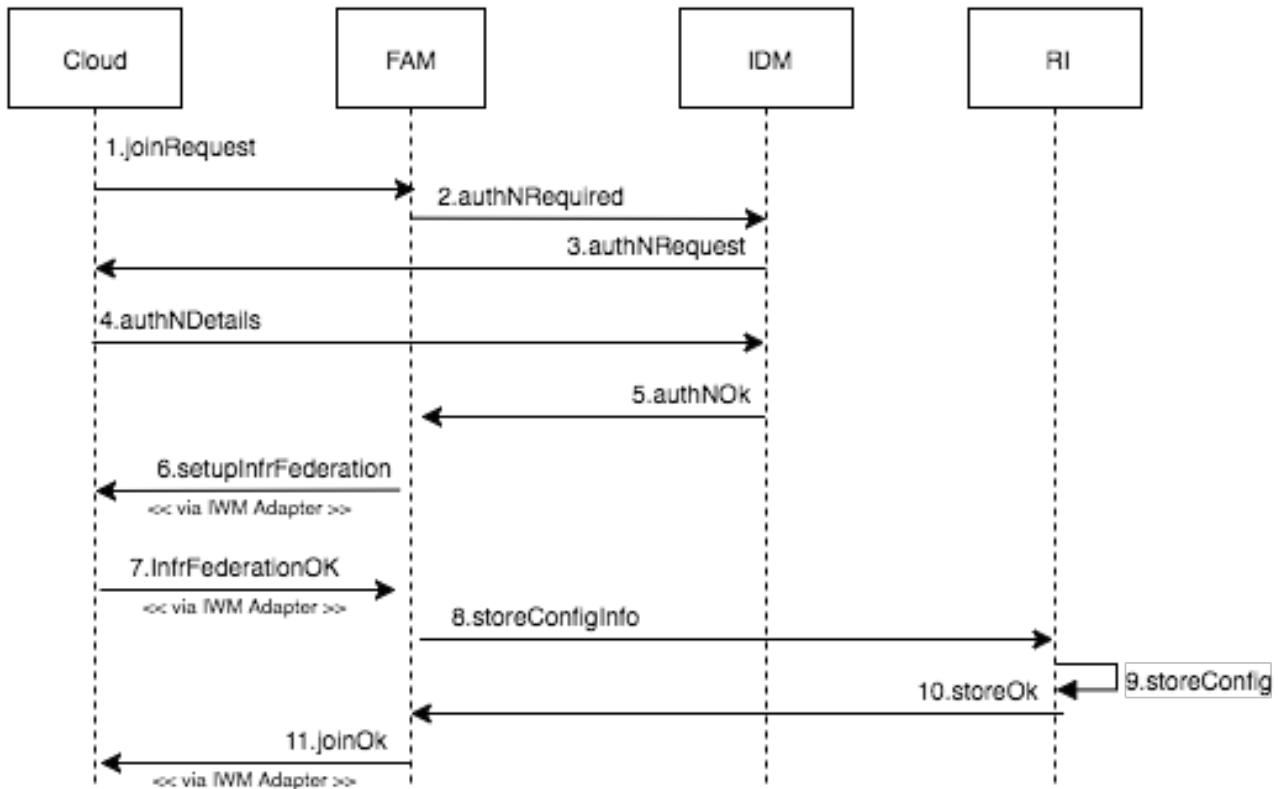 Cloud
FAM
IDM
RI
1.joinRequest
2.authNRequired
3.authNRequest
4.authNDetails
5.authNOk
6.setupInfrFederation
<< via IWM Adapter >>
7.InfrFederationOK
<< via IWM Adapter >>
8.storeConfigInfo
9.storeConfig
10.storeOk
11.joinOk
<< via IWM Adapter >>